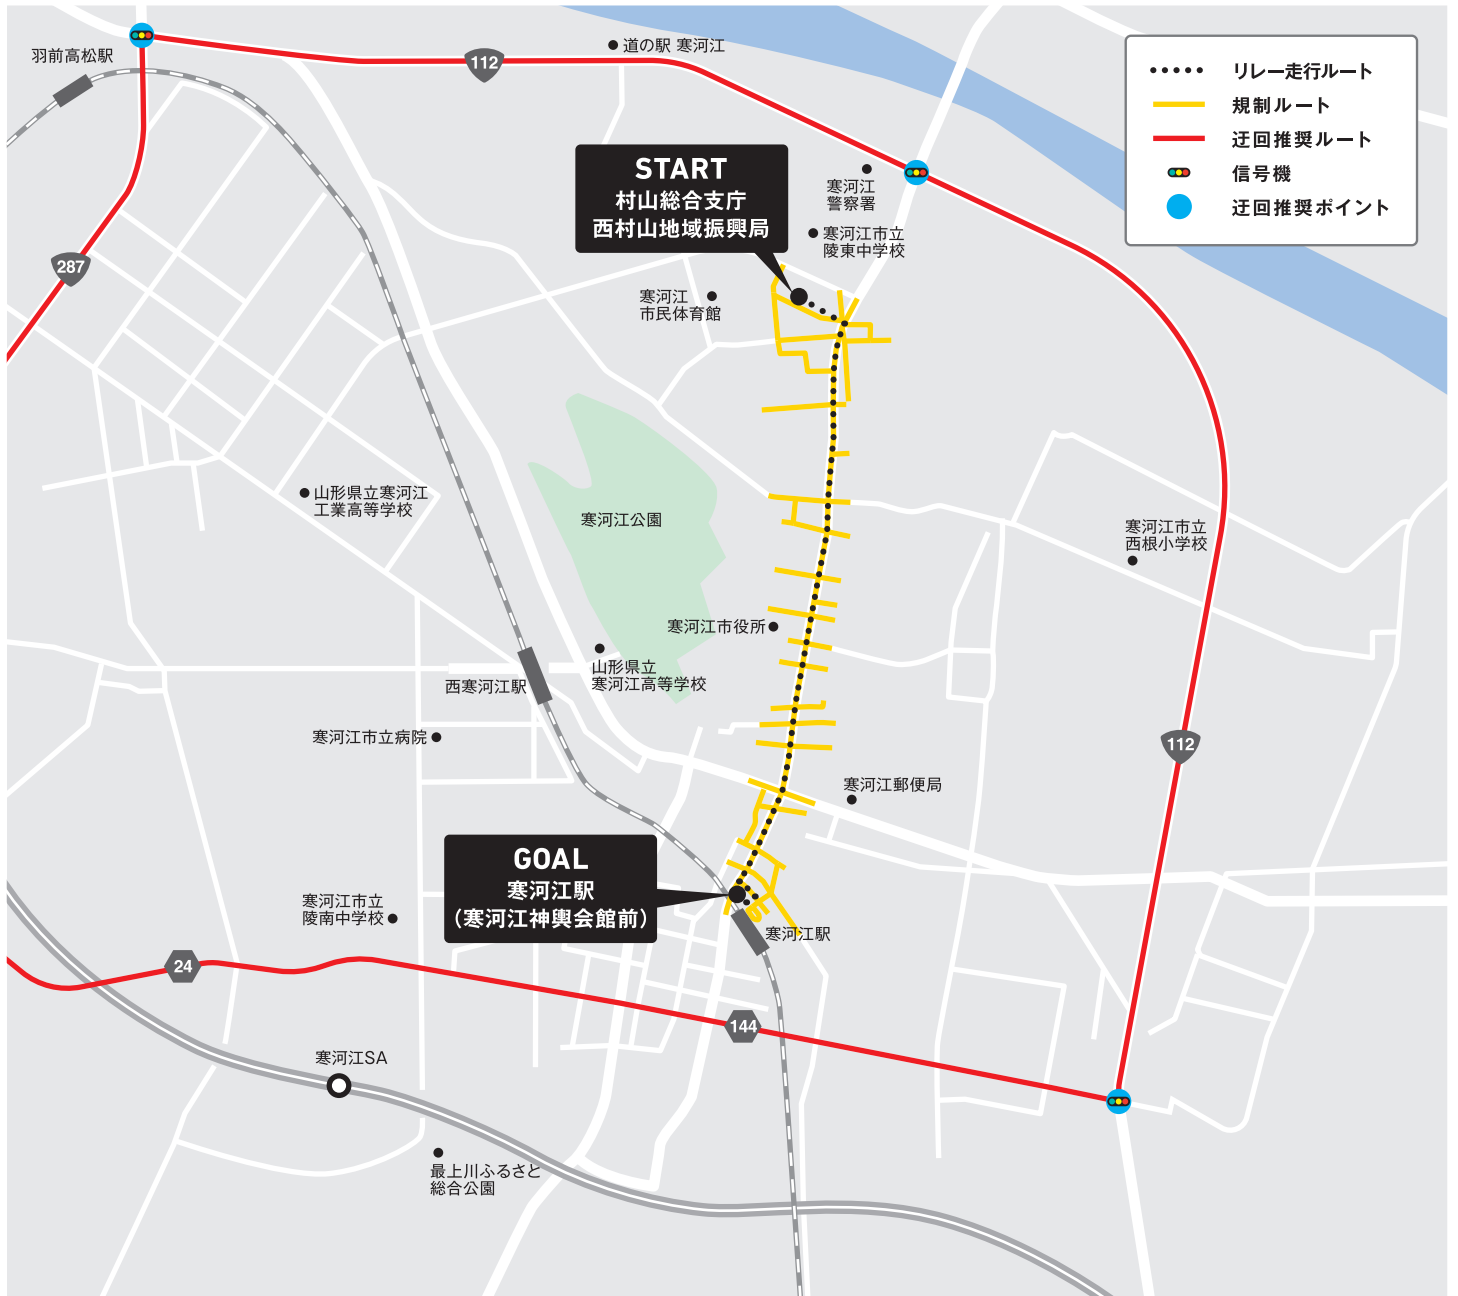 羽前高松駅
112
道の駅 寒河江
リレー走行ルート
規制ルート
迂回推奨ルート
信号機
迂回推奨ポイント
START
村山総合支庁
西村山地域振興局
寒河江
警察署
寒河江市立
陵東中学校
287
寒河江
市民体育館
山形県立寒河江
工業高等学校
寒河江公園
寒河江市立
西根小学校
寒河江市役所
山形県立
寒河江高等学校
西寒河江駅
寒河江市立病院
112
寒河江郵便局
GOAL
寒河江駅
(寒河江神輿会館前)
寒河江市立
陵南中学校
寒河江駅
24
144
寒河江SA
最上川ふるさと
総合公園